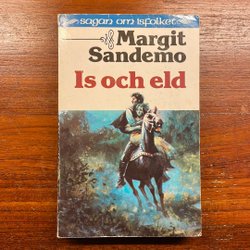 sagan om isfolket
Margit
Sandemo
Is och eld